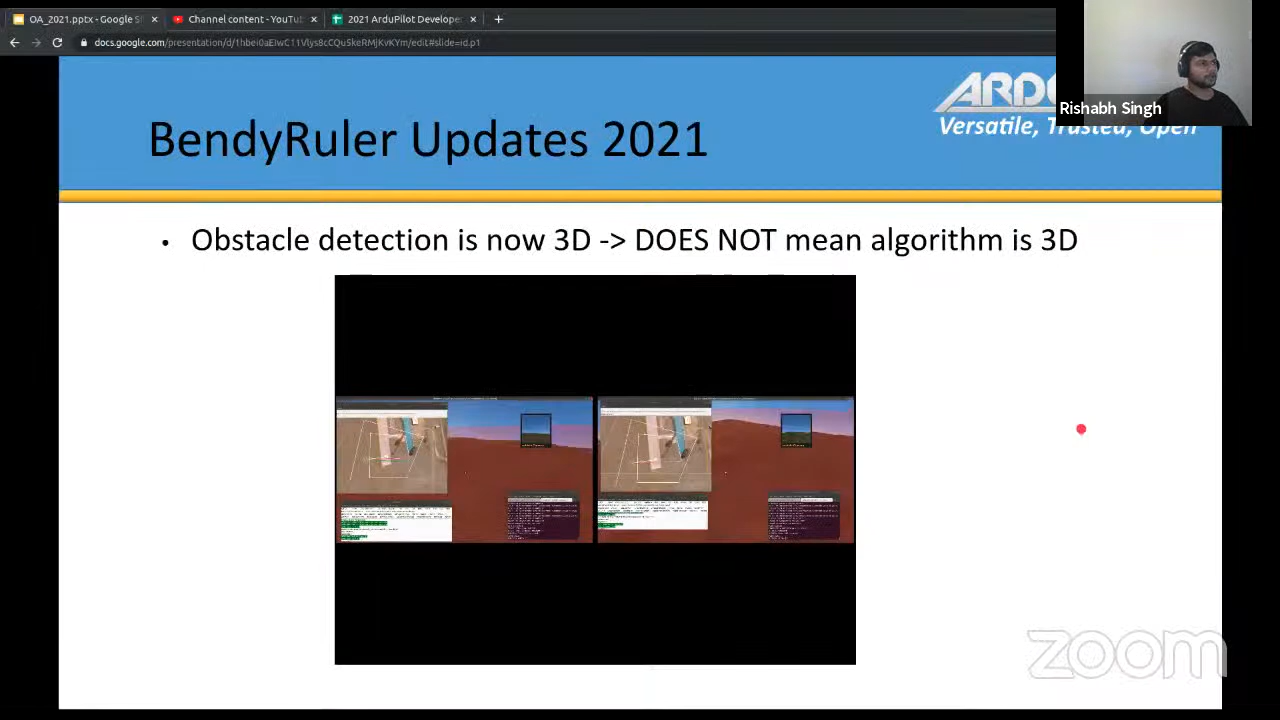 OA_2021.pptx - Google Sl
Channel content - YouTu
2021 ArduPilot Develope
docs.google.com/presentation/d/1hbei0aEIwC11Vlys8cCQu5keRMjKvKYm/edit#slide=id.p1
ARDU
Versatile, Trusted, Open
Rishabh Singh
BendyRuler Updates 2021
• Obstacle detection is now 3D -> DOES NOT mean algorithm is 3D
zoom